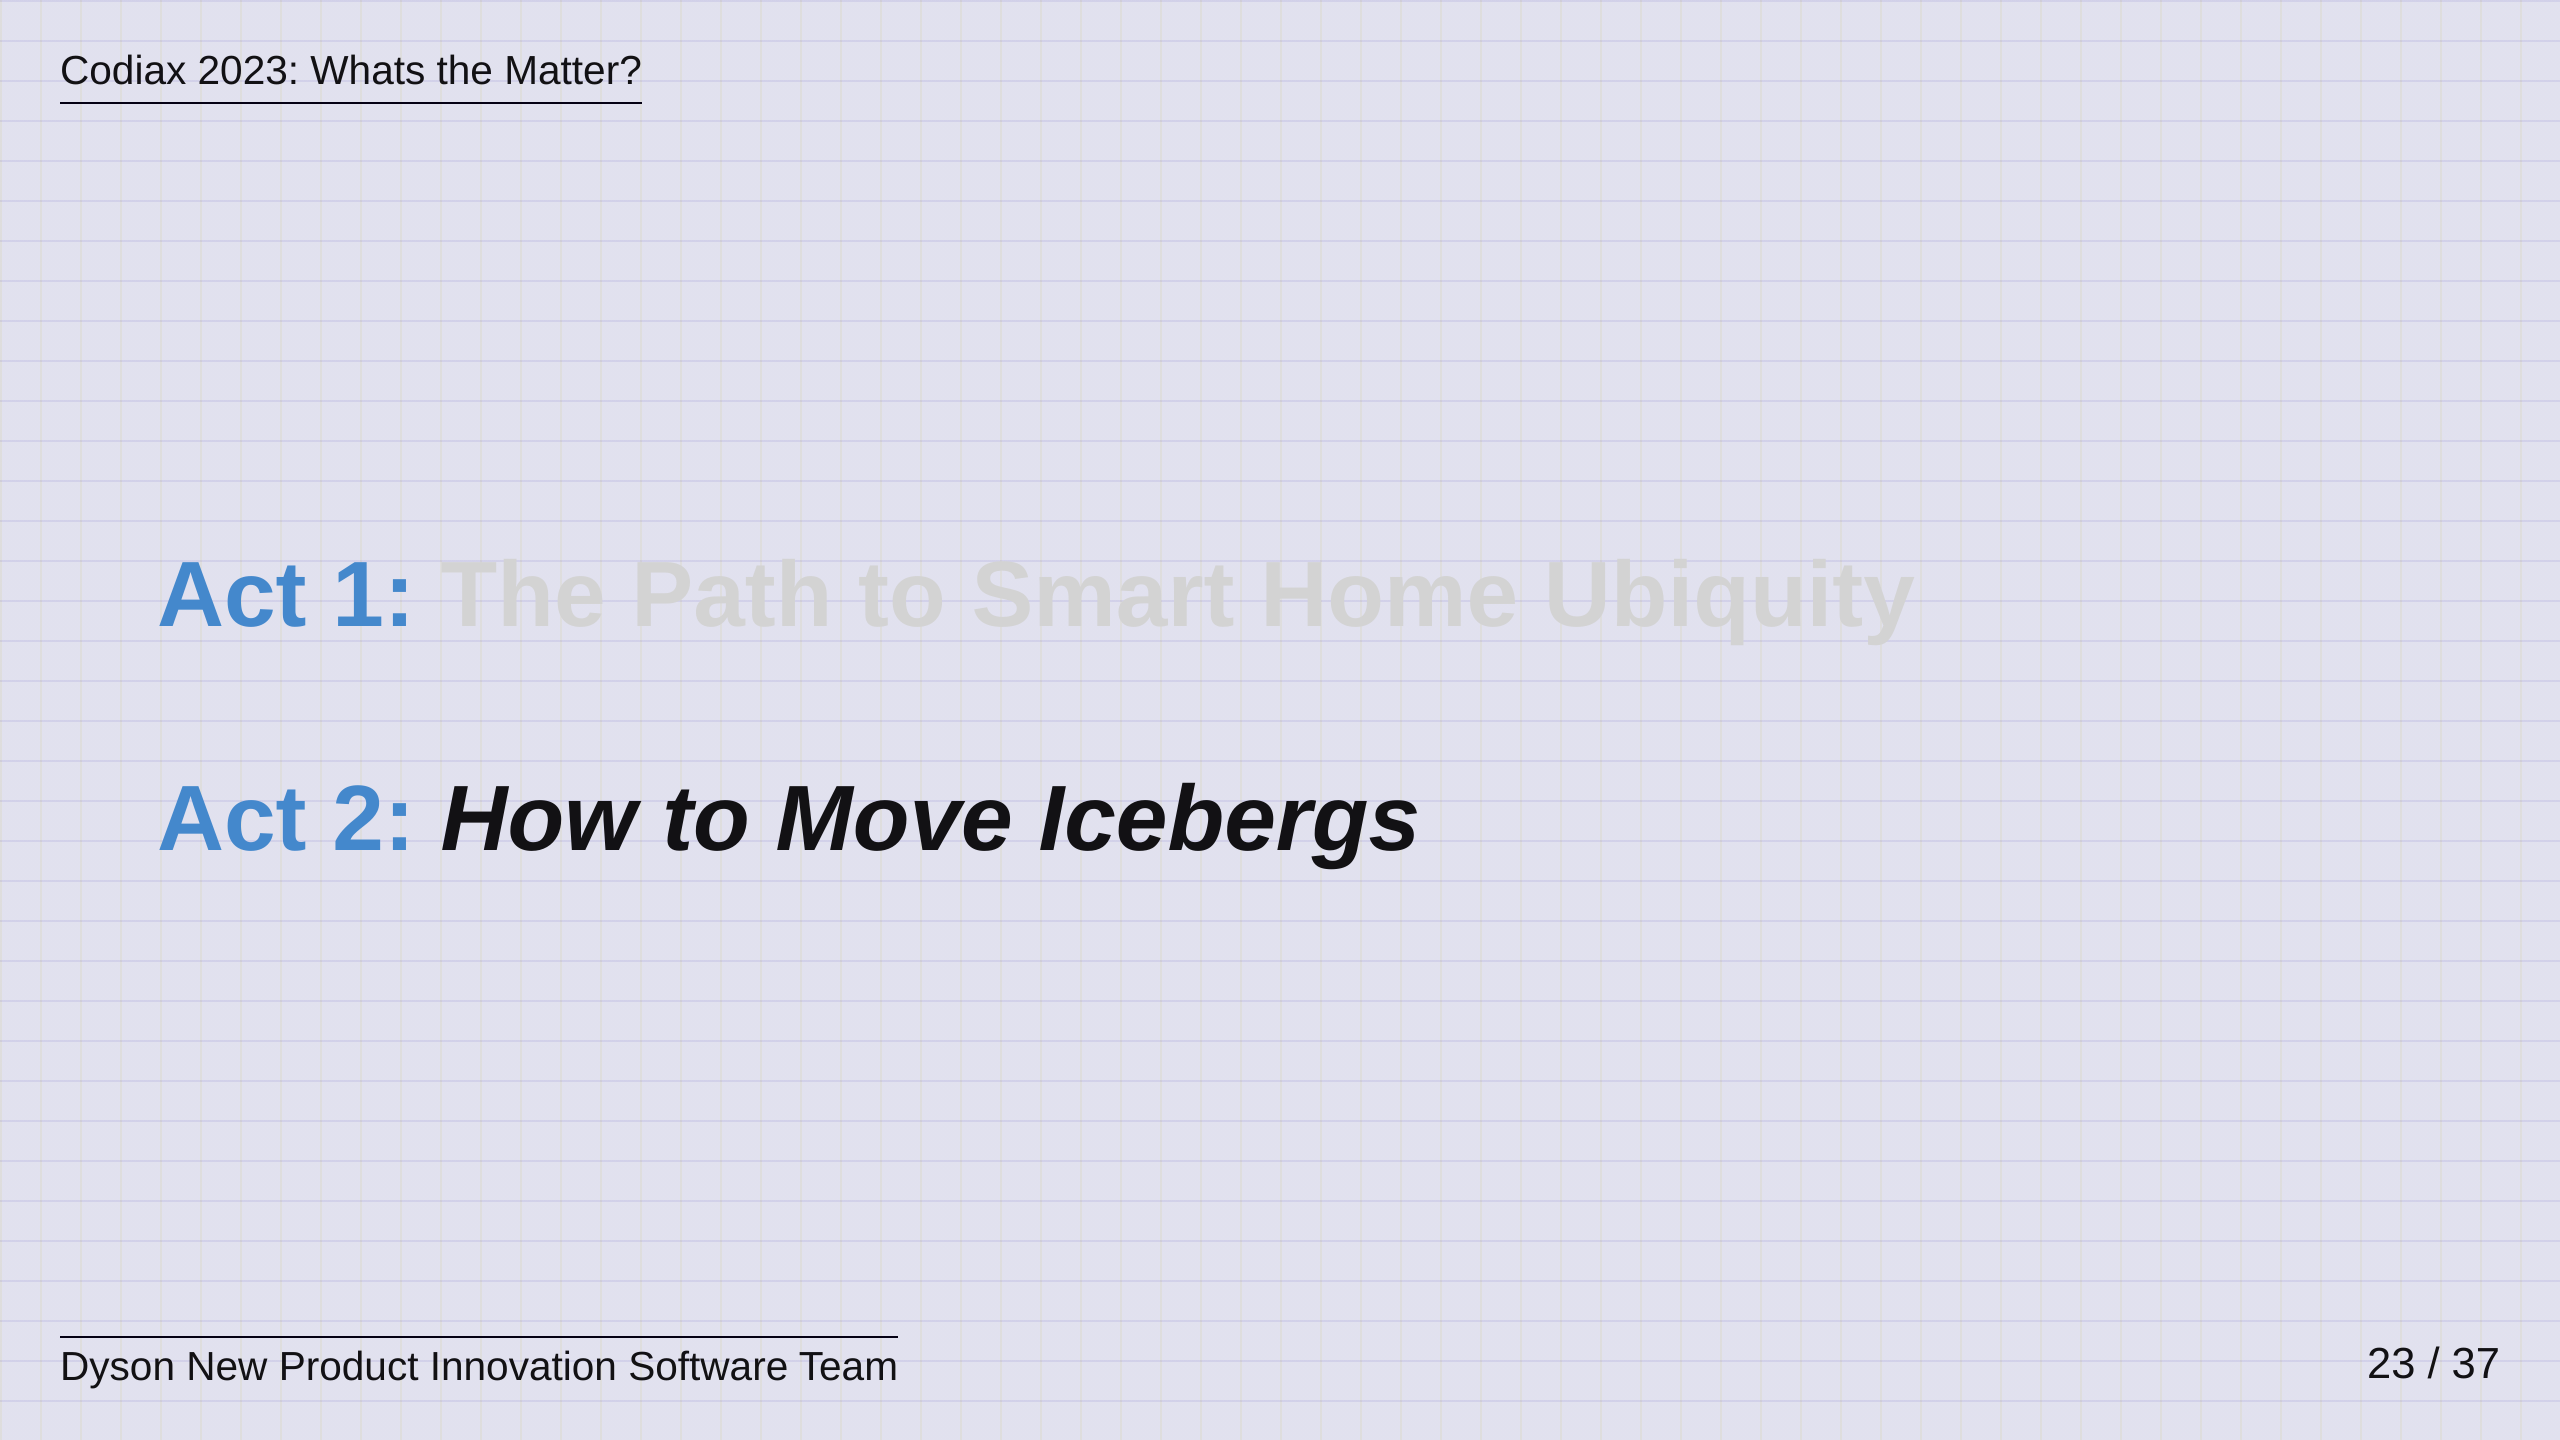 Codiax 2023: Whats the Matter?
Act 1: The Path to Smart Home Ubiquity
Act 2: How to Move Icebergs
Dyson New Product Innovation Software Team
23 / 37